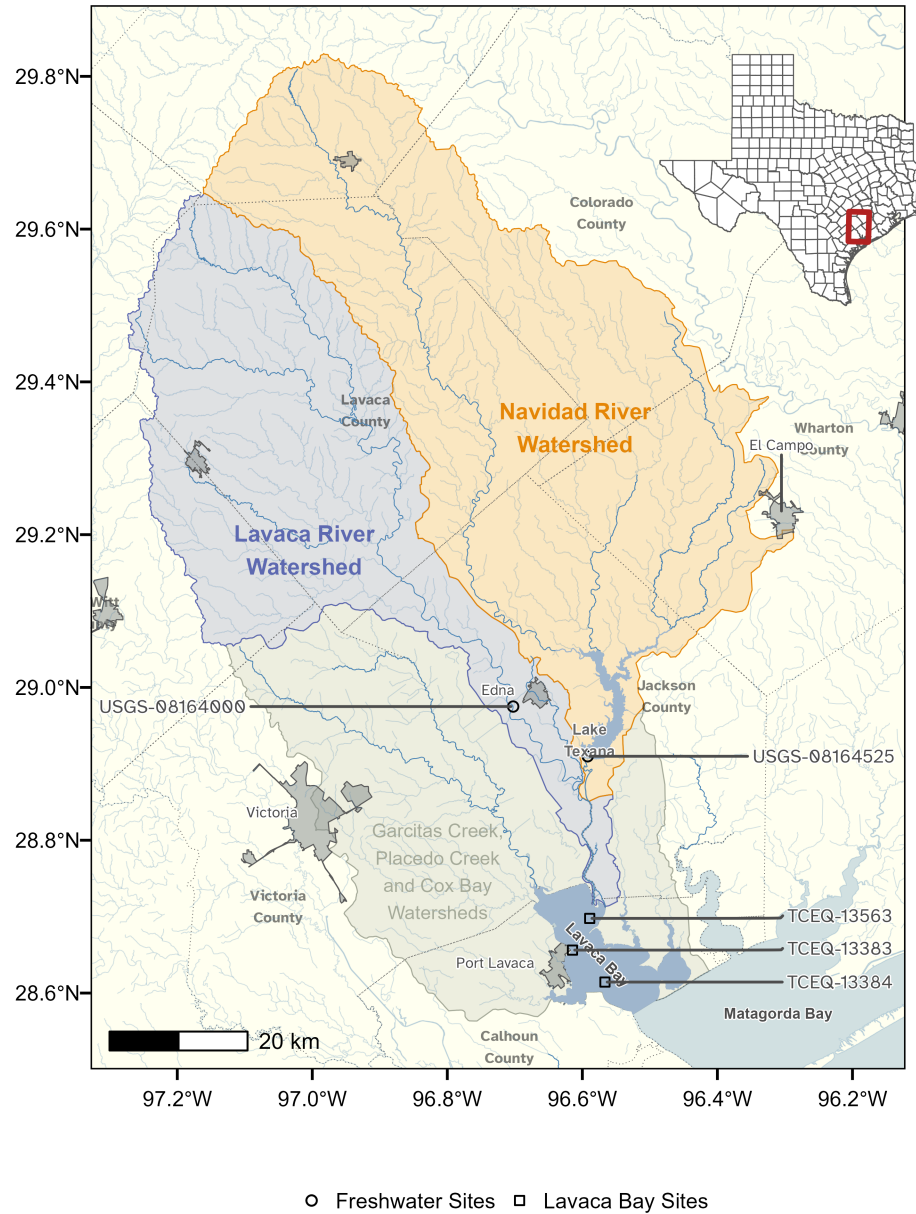 29.8°N
29.6°N
29.4°N
29.2°N
29.0°N
28.8°N
28.6°N
Colorado
County
Lavaca
County
Navidad River
Watershed
Wharton
County
El Campo
Lavaca River
Watershed
Witt
Edna
USGS-08164000
Jackson
County
Lake
Texana
USGS-08164525
Victoria
Garcitas Creek,
Placedo Creek
and Cox Bay
Watersheds
Victoria
County
TCEQ-13563
TCEQ-13383
TCEQ-13384
Lavaca Bay
Port Lavaca
Matagorda Bay
Calhoun
County
20 km
97.2°W
97.0°W
96.8°W
96.6°W
96.4°W
96.2°W
Freshwater Sites
Lavaca Bay Sites